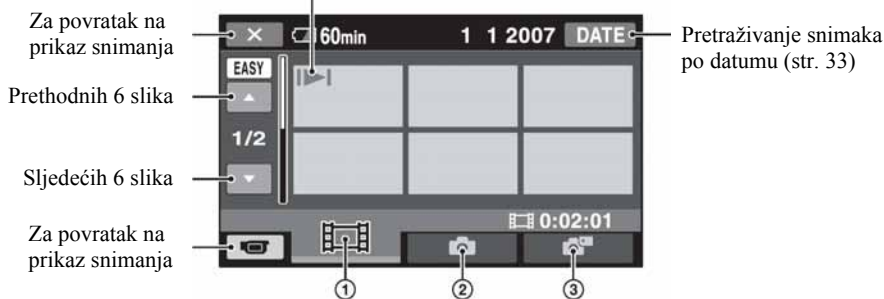 Za povratak na
prikaz snimanja
60min
1 1 2007
DATE
Pretraživanje snimaka
po datumu (str. 33)
EASY
Prethodnih 6 slika
1/2
Sljedećih 6 slika
0:02:01
Za povratak na
prikaz snimanja
①
②
③